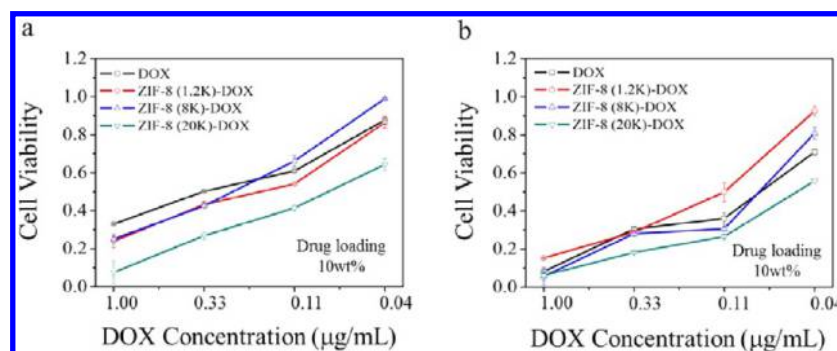 a
1.2
1.0
0.8
0.6
0.4
0.2
0.0
Cell Viability
DOX
ZIF-8 (1.2K)-DOX
ZIF-8 (8K)-DOX
ZIF-8 (20K)-DOX
Drug loading
10wt%
1.00 0.33 0.11 0.04
DOX Concentration (μg/mL)
b
1.2
1.0
0.8
0.6
0.4
0.2
0.0
Cell Viability
DOX
ZIF-8 (1.2K)-DOX
ZIF-8 (8K)-DOX
ZIF-8 (20K)-DOX
Drug loading
10wt%
1.00 0.33 0.11 0.04
DOX Concentration (μg/mL)